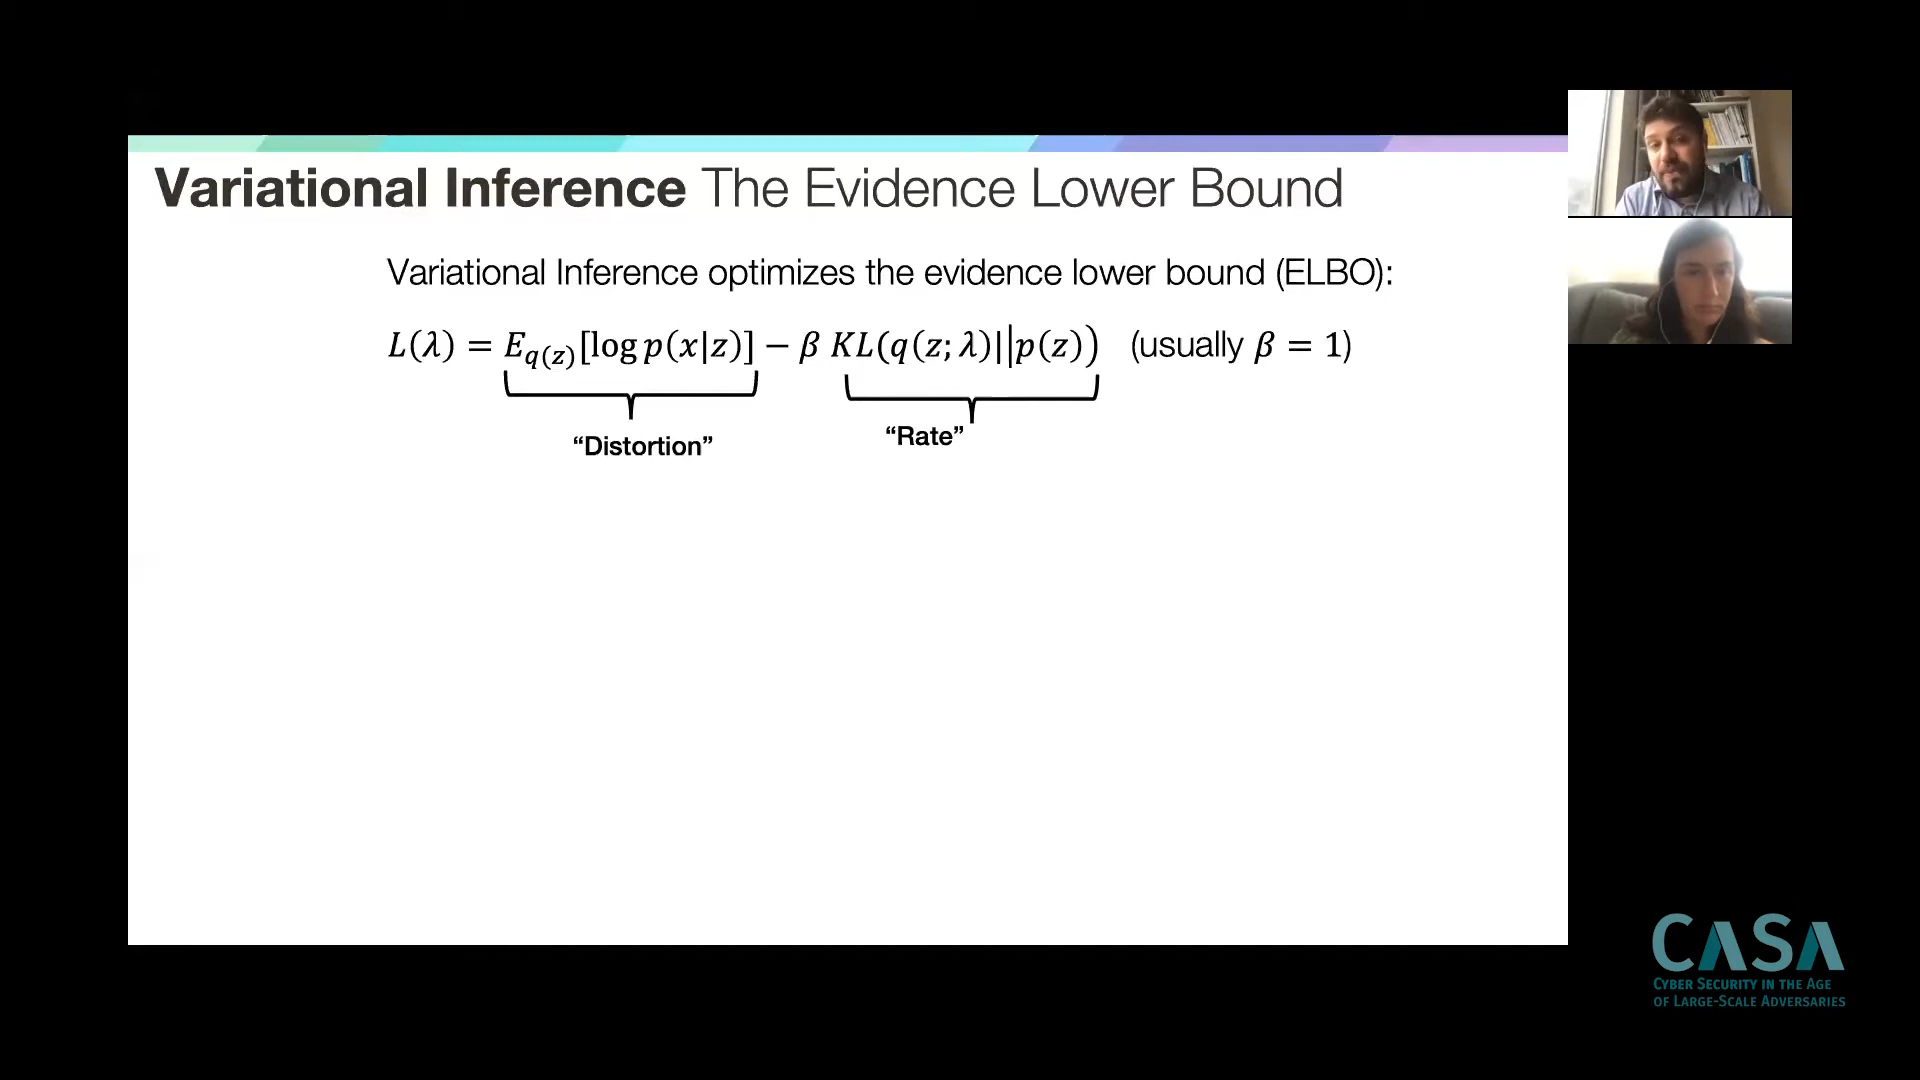 Variational Inference The Evidence Lower Bound
Variational Inference optimizes the evidence lower bound (ELBO):
L(λ) = E_{q(z)}[log p(x|z)] − β KL(q(z; λ)||p(z)) (usually β = 1)
“Distortion”
“Rate”
CASA
CYBER SECURITY IN THE AGE
OF LARGE-SCALE ADVERSARIES